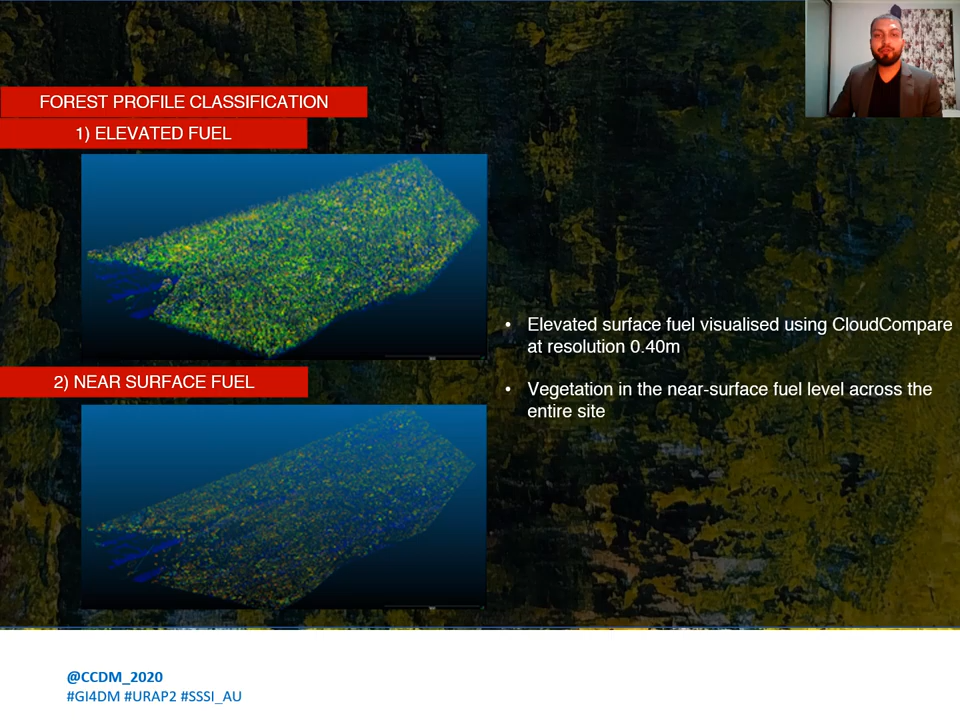 FOREST PROFILE CLASSIFICATION
1) ELEVATED FUEL
2) NEAR SURFACE FUEL
• Elevated surface fuel visualised using CloudCompare
at resolution 0.40m
• Vegetation in the near-surface fuel level across the
entire site
@CCDM_2020
#GI4DM #URAP2 #SSSI_AU